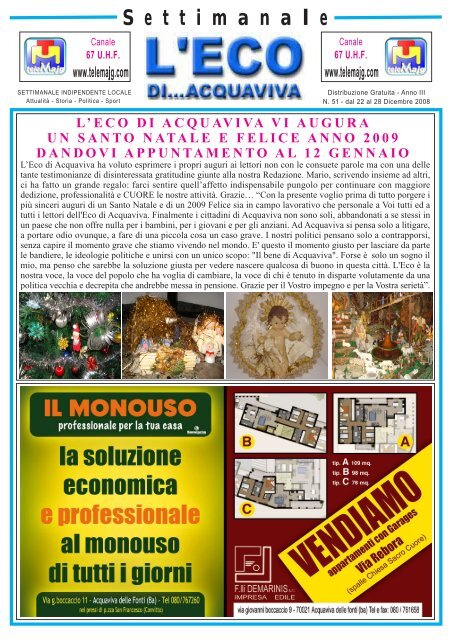 Settimanale
Canale
67 U.H.F.
TeleMajg
www.telemajg.com
L'ECO
DI...ACQUAVIVA
Canale
67 U.H.F.
TeleMajg
www.telemajg.com
SETTIMANALE INDIPENDENTE LOCALE
Attualità - Storia - Politica - Sport
Distribuzione Gratuita - Anno III
N. 51 - dal 22 al 28 Dicembre 2008
L'ECO DI ACQUAVIVA VI AUGURA
UN SANTO NATALE E FELICE ANNO 2009
DANDOVI APPUNTAMENTO AL 12 GENNAIO
L'Eco di Acquaviva ha voluto esprimere i propri auguri ai lettori non con le consuete parole ma con una delle
tante testimonianze di disinteressata gratitudine giunte alla nostra Redazione. Mario, scrivendo insieme ad altri,
ci ha fatto un grande regalo: farci sentire quell'affetto indispensabile pungolo per continuare con maggiore
dedizione, professionalità e CUORE le nostre attività. Grazie… “Con la presente voglio prima di tutto porgere i
più sinceri auguri di un Santo Natale e di un 2009 Felice sia in campo lavorativo che personale a Voi tutti ed a
tutti i lettori dell'Eco di Acquaviva. Finalmente i cittadini di Acquaviva non sono soli, abbandonati a se stessi in
un paese che non offre nulla per i bambini, per i giovani e per gli anziani. Ad Acquaviva si pensa solo a litigare,
a portare odio ovunque, a fare di una piccola cosa un caso grave. I nostri politici pensano solo a contrapporsi,
senza capire il momento grave che stiamo vivendo nel mondo. E' questo il momento giusto per lasciare da parte
le bandiere, le ideologie politiche e unirsi con un unico scopo: "Il bene di Acquaviva". Forse è solo un sogno il
mio, ma penso che sarebbe la soluzione giusta per vedere nascere qualcosa di buono in questa città. L'Eco è la
nostra voce, la voce del popolo che ha voglia di cambiare, la voce di chi è tenuto in disparte volutamente da una
politica vecchia e decrepita che andrebbe messa in pensione. Grazie per il Vostro impegno e per la Vostra serietà”.
IL MONOUSO
professionale per la tua casa
la soluzione
economica
e professionale
al monouso
di tutti i giorni
Via g.boccaccio 11 - Acquaviva delle Fonti (Ba) - Tel 080/767260
nei pressi di p.zza San Francesco (Convitto)
B
A
C
tip. A 109 mq.
tip. B 98 mq.
tip. C 76 mq.
VENDIAMO
appartamenti con Garages
Via Rebora
(spalle Chiesa Sacro Cuore)
F.lli DEMARINIS
IMPRESA EDILE
via giovanni boccaccio 9 - 70021 Acquaviva delle fonti (ba) Tel e fax: 080 / 761658